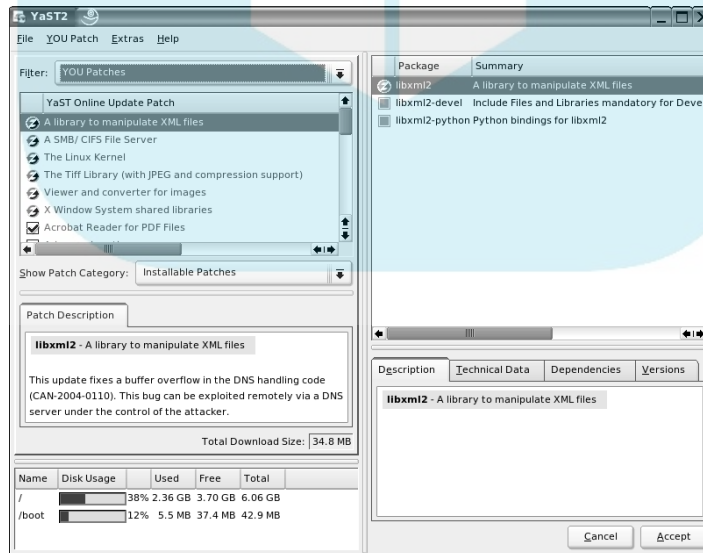 YaST2
File YOU Patch Extras Help
Filter: YOU Patches
YaST Online Update Patch
A library to manipulate XML files
A SMB/ CIFS File Server
The Linux Kernel
The Tiff Library (with JPEG and compression support)
Viewer and converter for images
X Window System shared libraries
Acrobat Reader for PDF Files
Show Patch Category: Installable Patches
Patch Description
libxml2 - A library to manipulate XML files
This update fixes a buffer overflow in the DNS handling code
(CAN-2004-0110). This bug can be exploited remotely via a DNS
server under the control of the attacker.
Total Download Size: 34.8 MB
Name Disk Usage Used Free Total
/ 38% 2.36 GB 3.70 GB 6.06 GB
/boot 12% 5.5 MB 37.4 MB 42.9 MB
Package Summary
libxml2 A library to manipulate XML files
libxml2-devel Include Files and Libraries mandatory for Deve
libxml2-python Python bindings for libxml2
Description Technical Data Dependencies Versions
libxml2 - A library to manipulate XML files
Cancel Accept